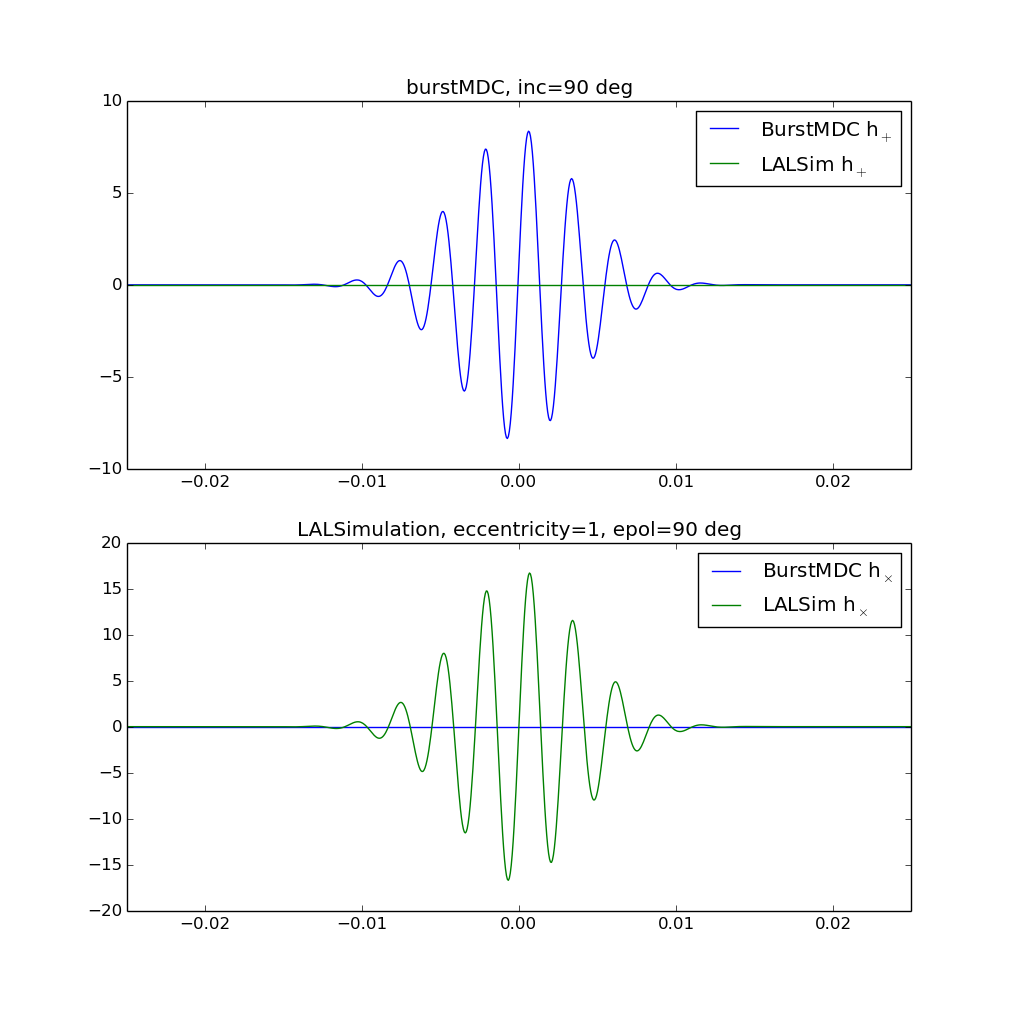 burstMDC, inc=90 deg
10
5
0
−5
−10
BurstMDC h₊
LALSim h₊
−0.02 −0.01 0.00 0.01 0.02
LALSimulation, eccentricity=1, epol=90 deg
20
15
10
5
0
−5
−10
−15
−20
BurstMDC h×
LALSim h×
−0.02 −0.01 0.00 0.01 0.02